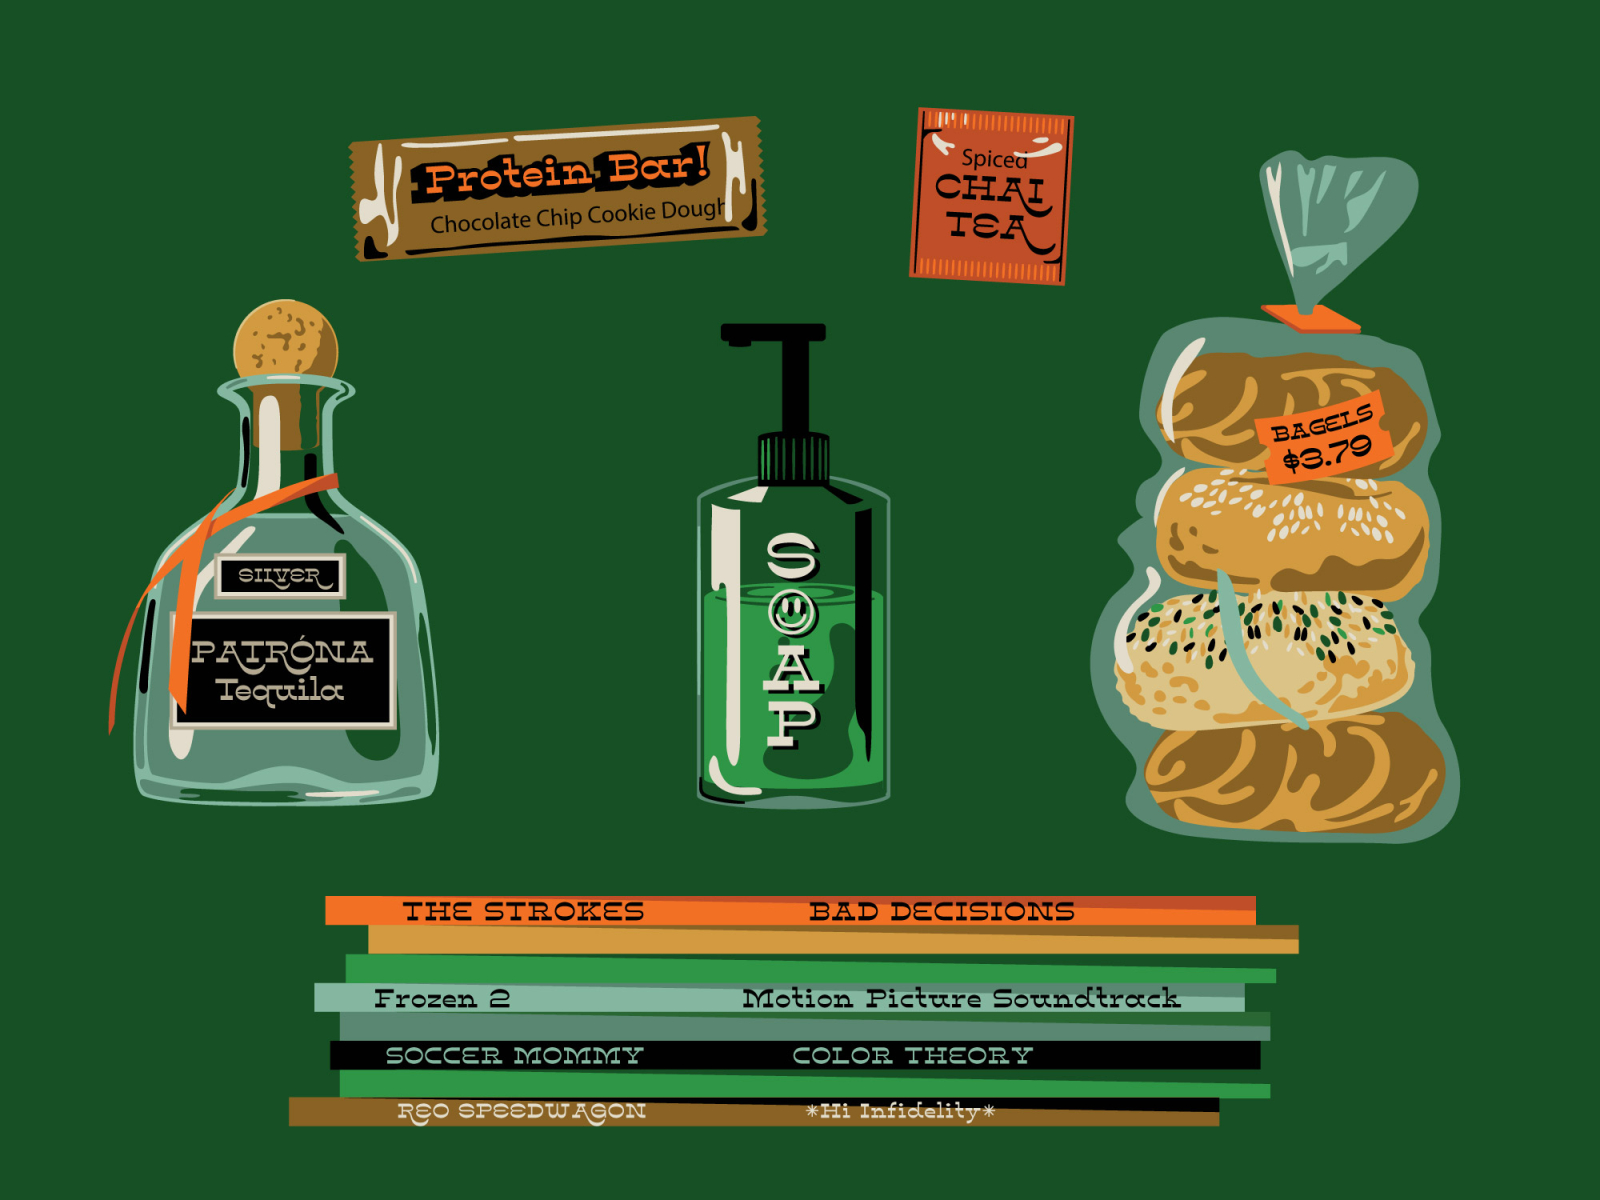 Protein Bar!
Chocolate Chip Cookie Dough
Spiced
CHAI
TEA
BAGELS
$3.79
SILVER
PATRÓNA
Tequila
SOAP
THE STROKES BAD DECISIONS
Frozen 2 Motion Picture Soundtrack
SOCCER MOMMY COLOR THEORY
REO SPEEDWAGON *Hi Infidelity*